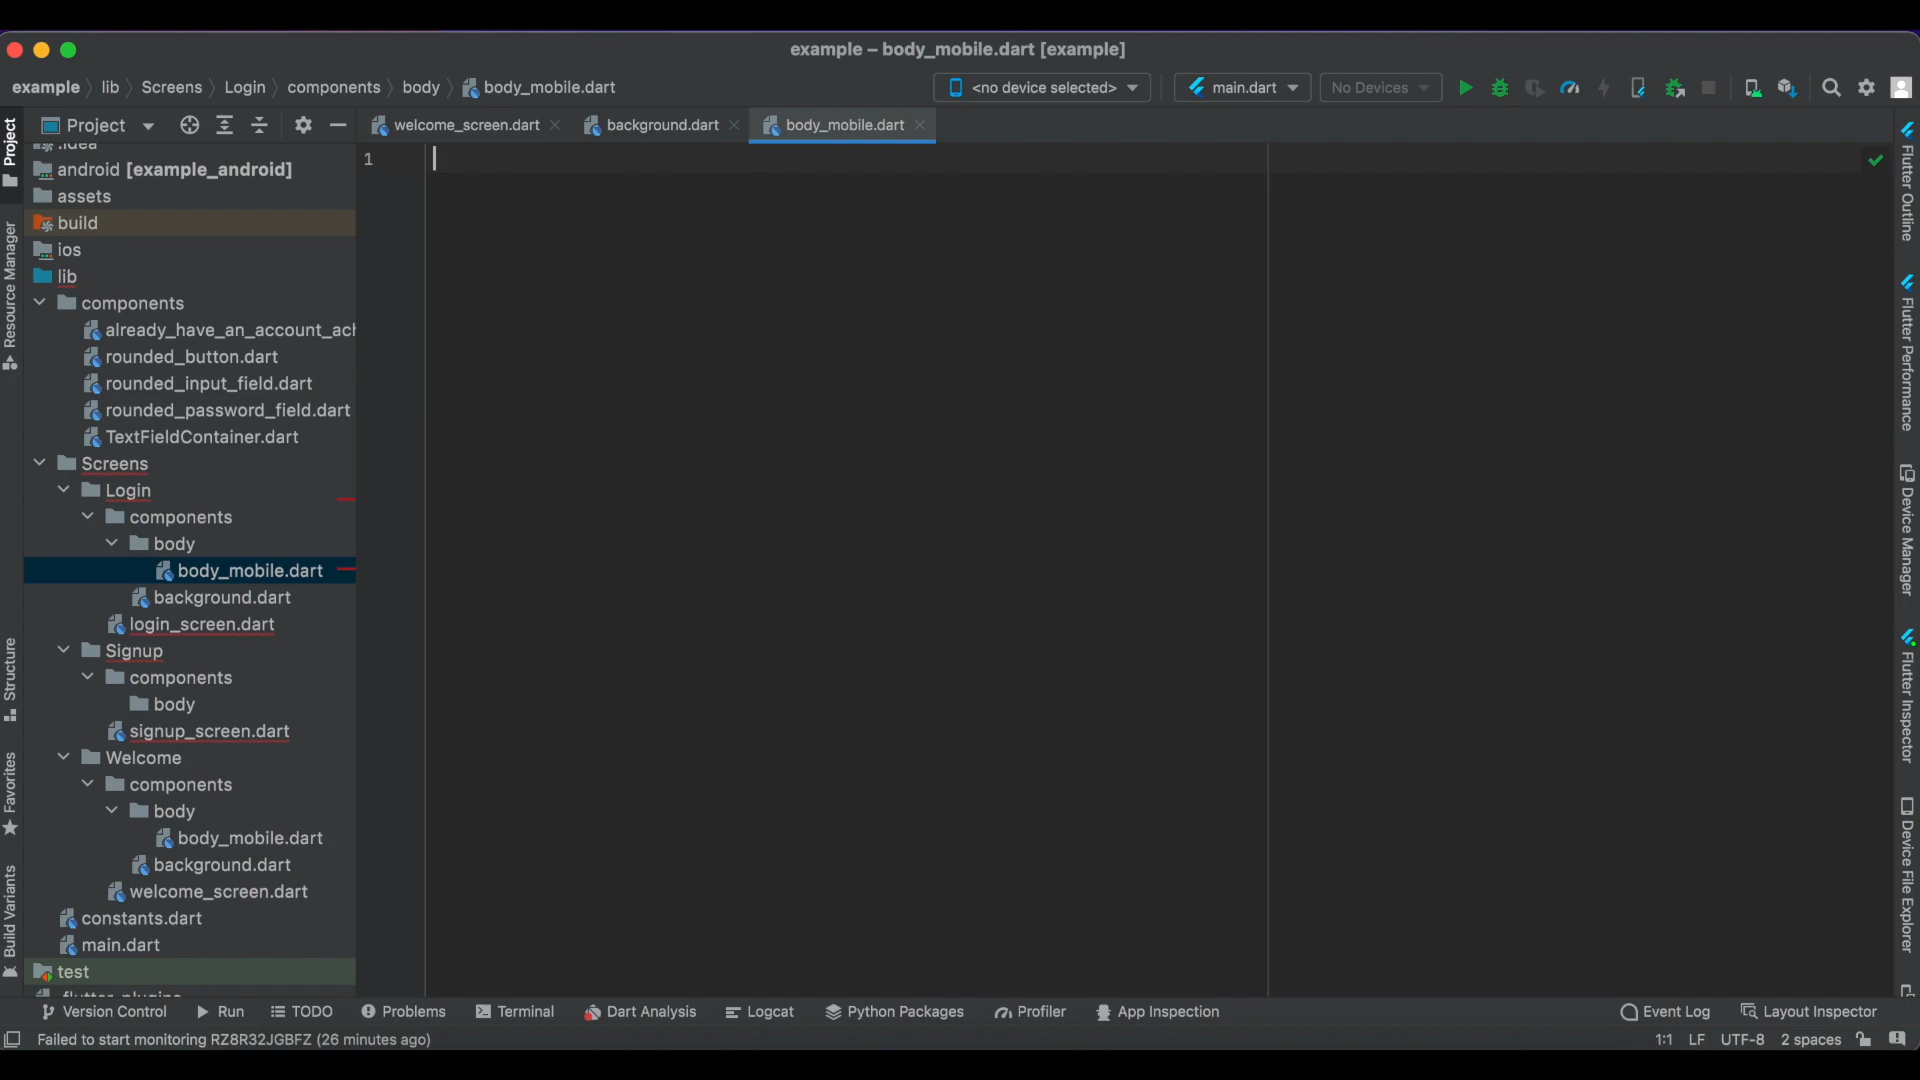 example – body_mobile.dart [example]
example lib Screens Login components body body_mobile.dart
<no device selected> main.dart No Devices
Project
welcome_screen.dart background.dart body_mobile.dart
.idea
android [example_android]
assets
build
ios
lib
components
already_have_an_account_ach
rounded_button.dart
rounded_input_field.dart
rounded_password_field.dart
TextFieldContainer.dart
Screens
Login
components
body
body_mobile.dart
background.dart
login_screen.dart
Signup
components
body
signup_screen.dart
Welcome
components
body
body_mobile.dart
background.dart
welcome_screen.dart
constants.dart
main.dart
test
.flutter-plugins
1
Project
Resource Manager
Structure
Favorites
Build Variants
Flutter Outline
Flutter Performance
Device Manager
Flutter Inspector
Device File Explorer
Version Control Run TODO Problems Terminal Dart Analysis Logcat Python Packages Profiler App Inspection Event Log Layout Inspector
Failed to start monitoring RZ8R32JGBFZ (26 minutes ago) 1:1 LF UTF-8 2 spaces